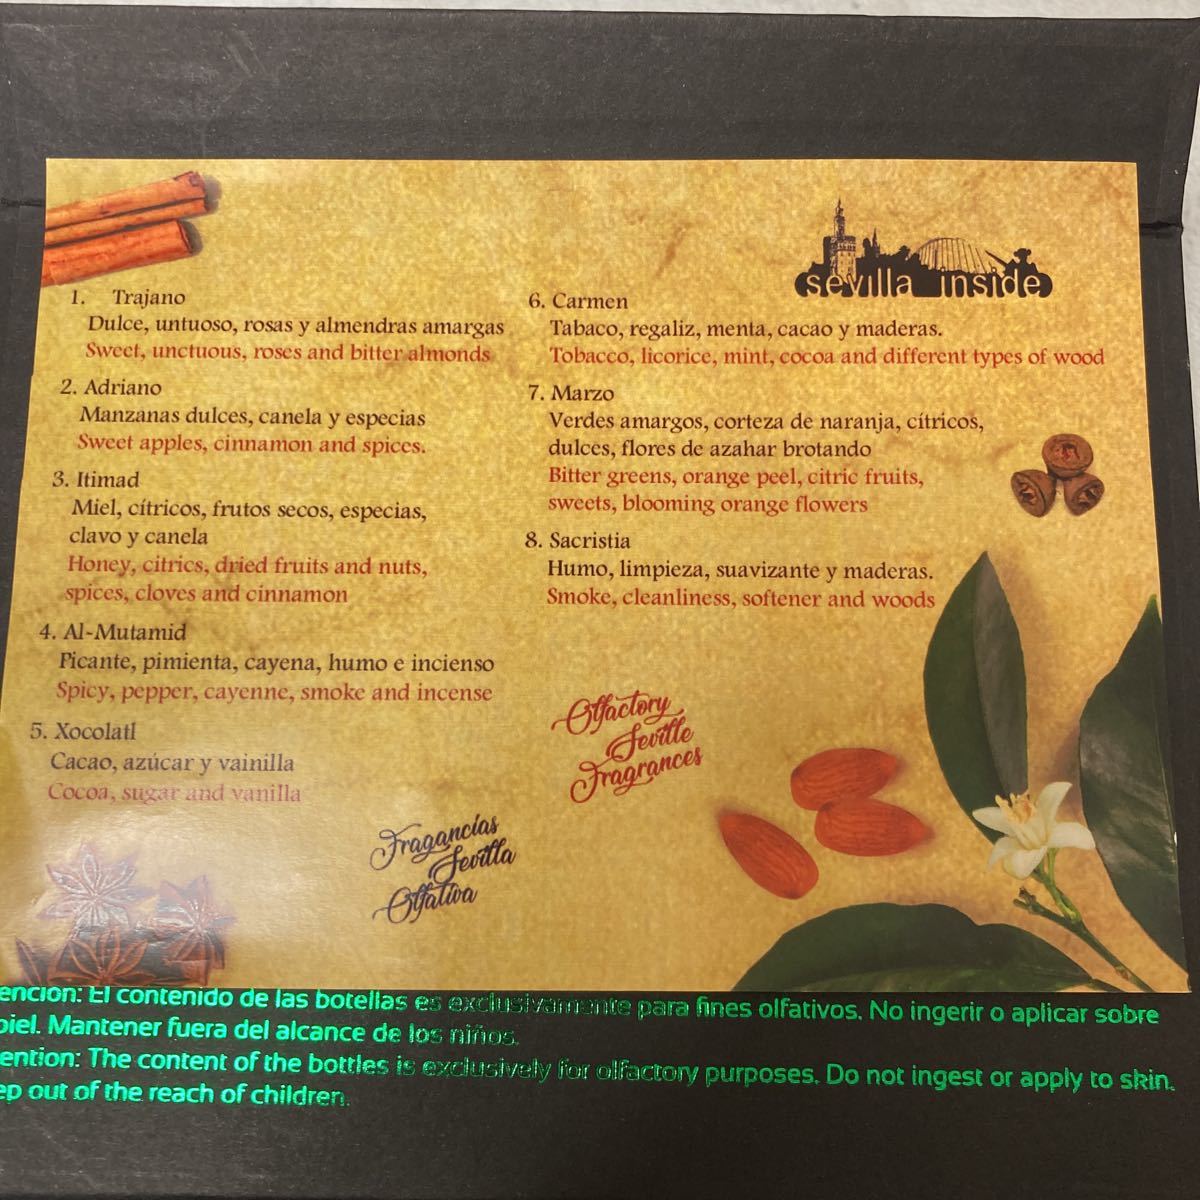 sevilla inside
1. Trajano
Dulce, untuoso, rosas y almendras amargas
Sweet, unctuous, roses and bitter almonds
2. Adriano
Manzanas dulces, canela y especias
Sweet apples, cinnamon and spices.
3. Itimad
Miel, cítricos, frutos secos, especias,
clavo y canela
Honey, citrics, dried fruits and nuts,
spices, cloves and cinnamon
4. Al-Mutamid
Picante, pimienta, cayena, humo e incienso
Spicy, pepper, cayenne, smoke and incense
5. Xocolatl
Cacao, azúcar y vainilla
Cocoa, sugar and vanilla
6. Carmen
Tabaco, regaliz, menta, cacao y maderas.
Tobacco, licorice, mint, cocoa and different types of wood
7. Marzo
Verdes amargos, corteza de naranja, cítricos,
dulces, flores de azahar brotando
Bitter greens, orange peel, citric fruits,
sweets, blooming orange flowers
8. Sacristia
Humo, limpieza, suavizante y maderas.
Smoke, cleanliness, softener and woods
Olfactory
Seville
Fragrances
Fragancias
Sevilla
Olfativa
ención: El contenido de las botellas es exclusivamente para fines olfativos. No ingerir o aplicar sobre
piel. Mantener fuera del alcance de los niños.
ention: The content of the bottles is exclusively for olfactory purposes. Do not ingest or apply to skin.
ep out of the reach of children.